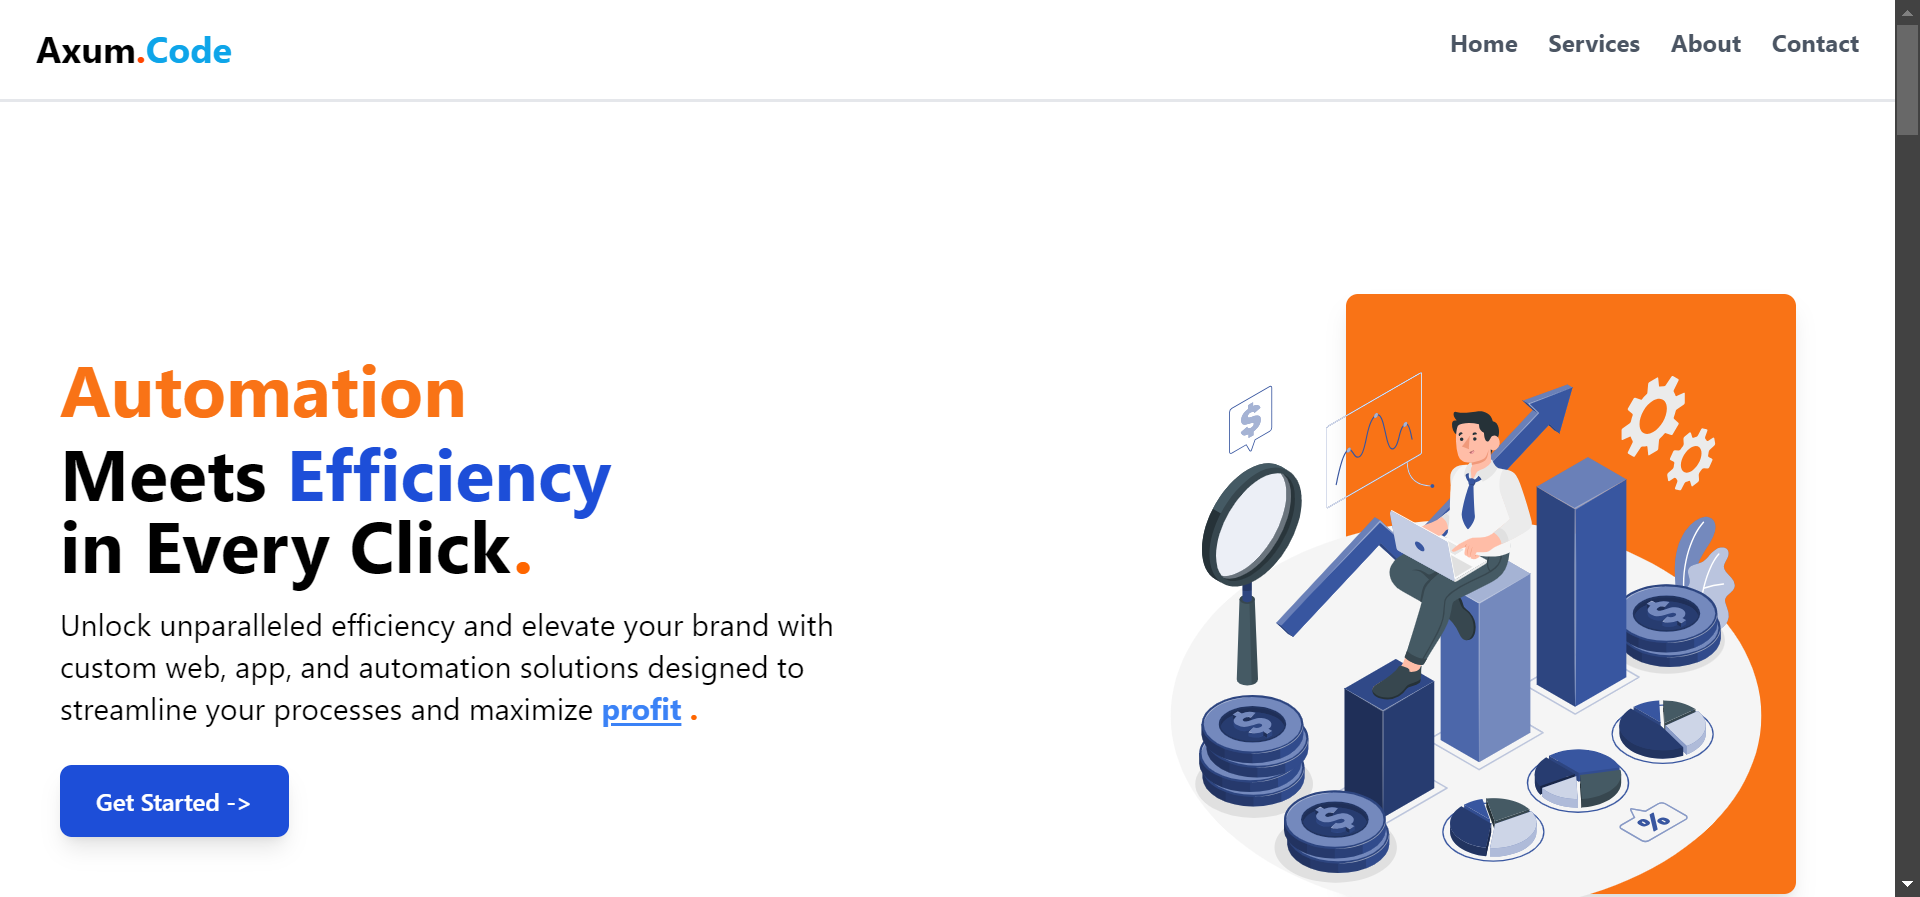 Axum.Code
Home Services About Contact
Automation
Meets Efficiency
in Every Click.
Unlock unparalleled efficiency and elevate your brand with
custom web, app, and automation solutions designed to
streamline your processes and maximize profit .
Get Started ->
$
$
$
$
%